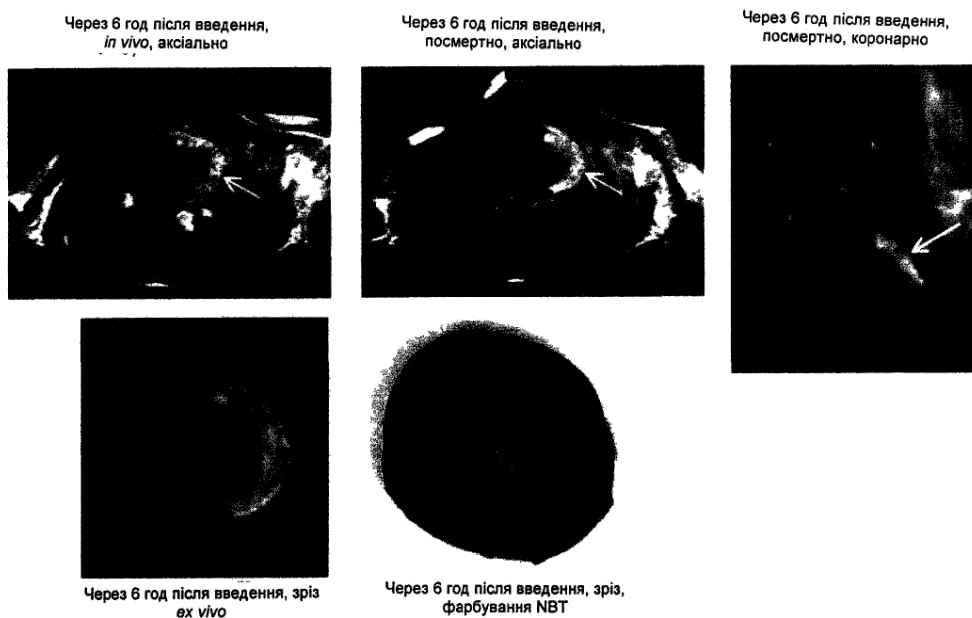 Через 6 год після введення,
in vivo, аксіально
Через 6 год після введення,
посмертно, аксіально
Через 6 год після введення,
посмертно, коронарно
Через 6 год після введення, зріз
ex vivo
Через 6 год після введення, зріз,
фарбування NBT